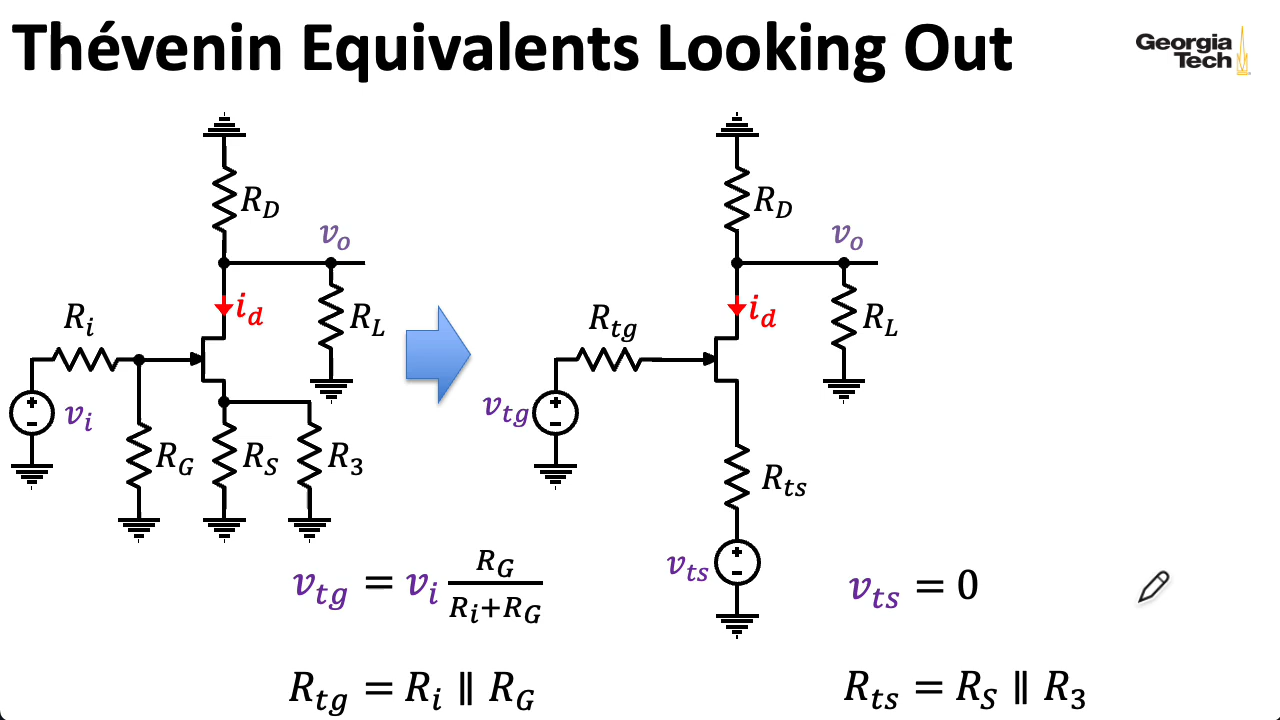 Thévenin Equivalents Looking Out
Georgia
Tech
R_D
v_o
i_d
R_i
R_L
v_i
R_G
R_S
R_3
R_D
v_o
i_d
R_tg
R_L
v_tg
R_ts
v_ts
v_tg = v_i R_G / R_i+R_G
v_ts = 0
R_tg = R_i ∥ R_G
R_ts = R_S ∥ R_3